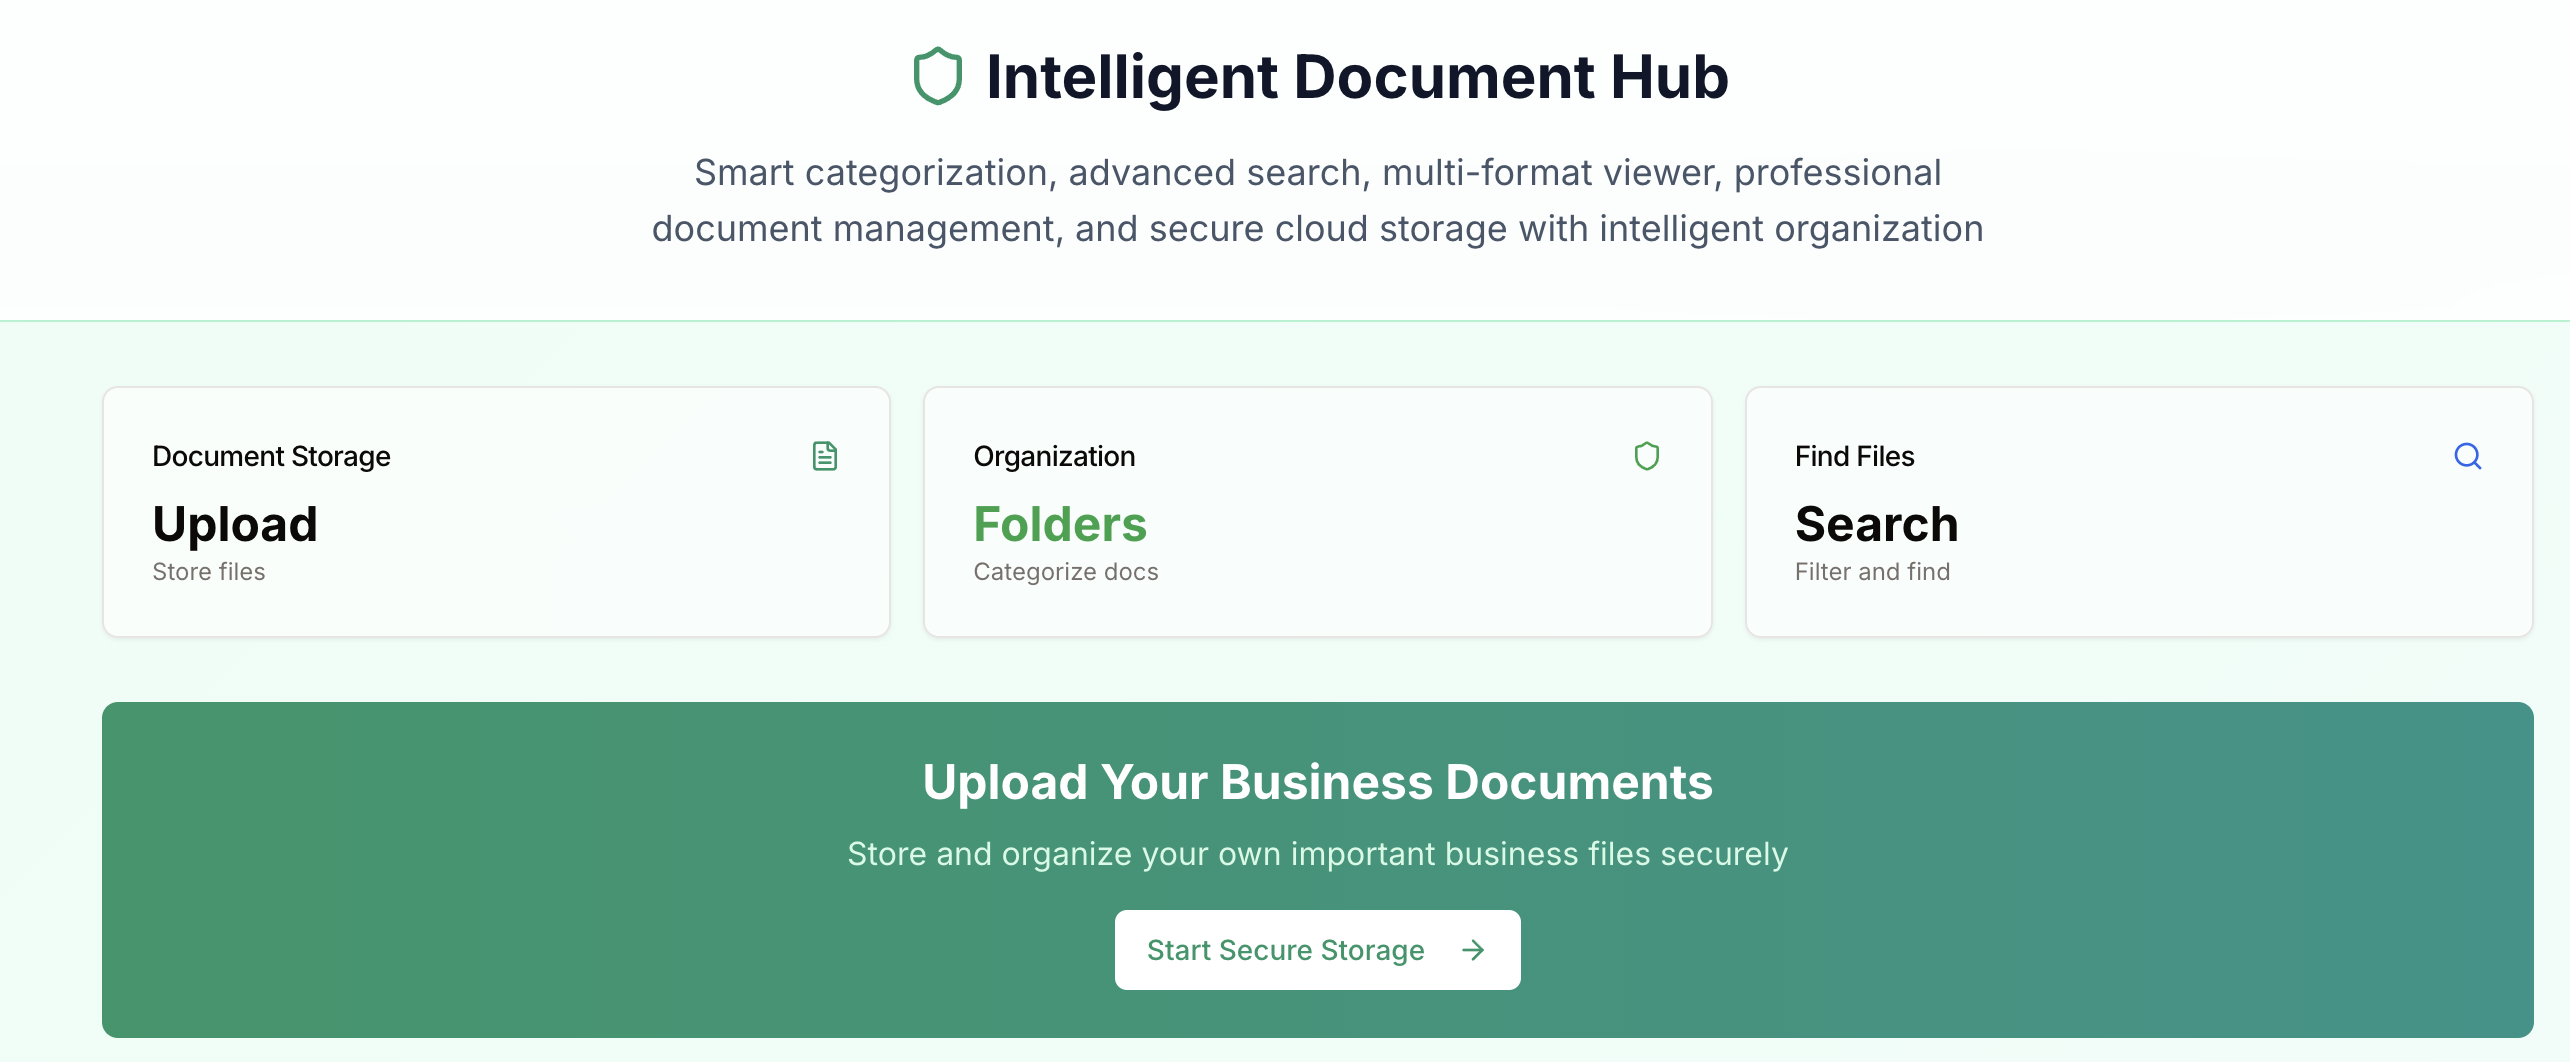 Intelligent Document Hub
Smart categorization, advanced search, multi-format viewer, professional
document management, and secure cloud storage with intelligent organization
Document Storage
Upload
Store files
Organization
Folders
Categorize docs
Find Files
Search
Filter and find
Upload Your Business Documents
Store and organize your own important business files securely
Start Secure Storage